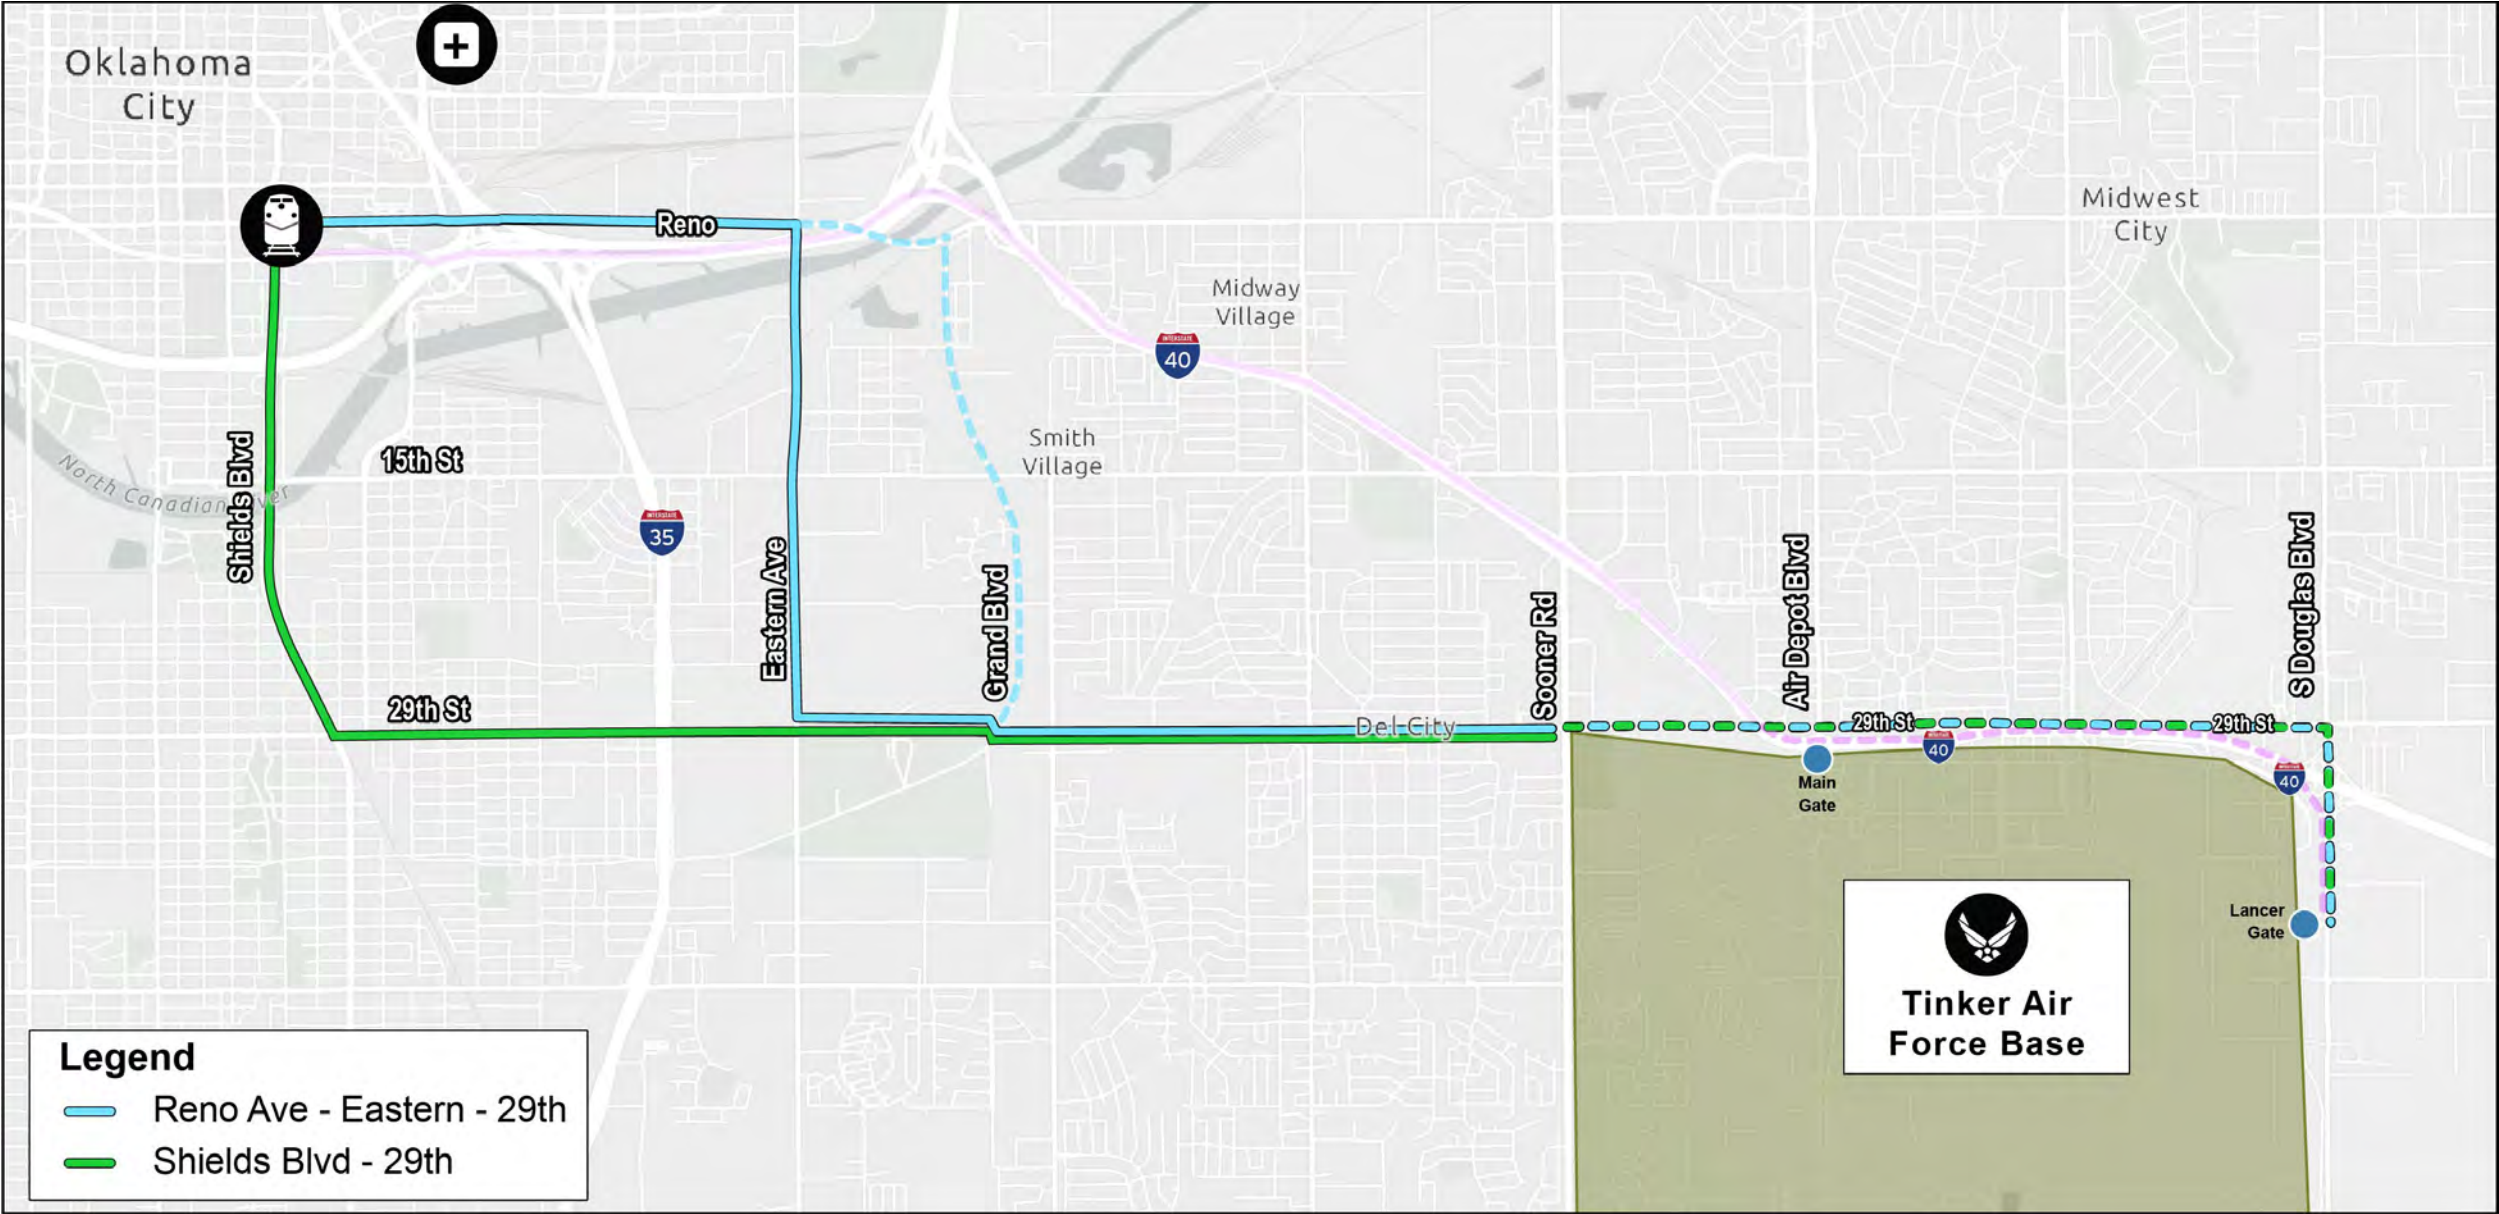 Oklahoma
City
Reno
Midwest
City
Midway
Village
INTERSTATE
40
Smith
Village
15th St
North Canadian River
Shields Blvd
INTERSTATE
35
Eastern Ave
Grand Blvd
Sooner Rd
Air Depot Blvd
S Douglas Blvd
29th St
Del City
29th St
29th St
40
40
Main
Gate
Lancer
Gate
Tinker Air
Force Base
Legend
Reno Ave - Eastern - 29th
Shields Blvd - 29th